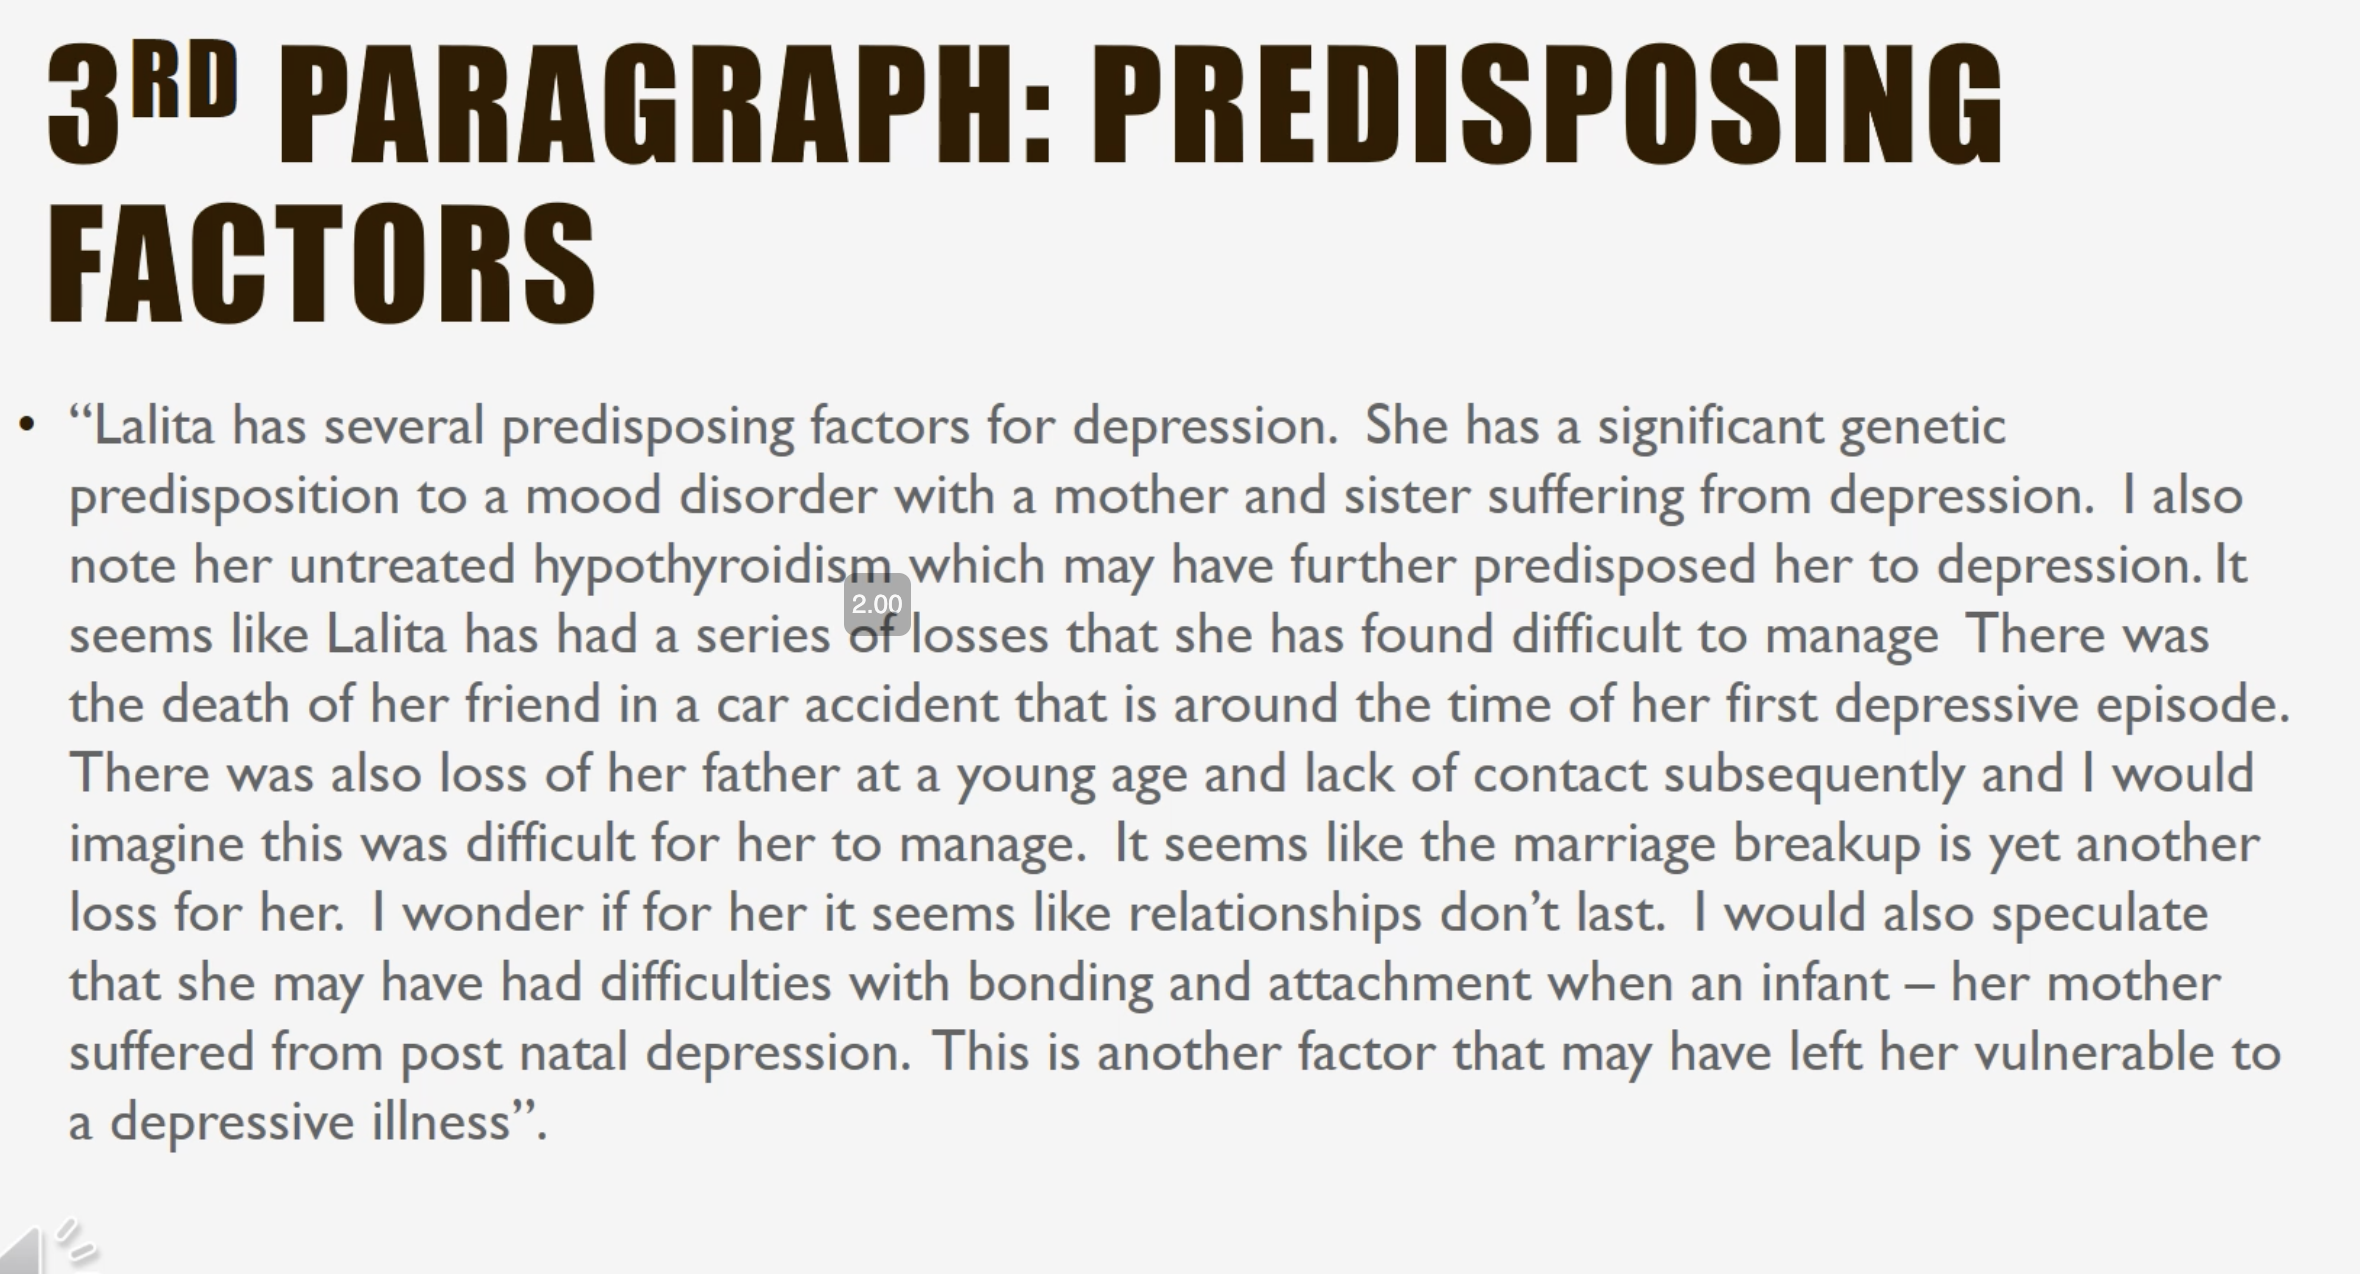 3RD PARAGRAPH: PREDISPOSING
FACTORS
• “Lalita has several predisposing factors for depression.  She has a significant genetic
predisposition to a mood disorder with a mother and sister suffering from depression.  I also
note her untreated hypothyroidism which may have further predisposed her to depression. It
2.00
seems like Lalita has had a series of losses that she has found difficult to manage  There was
the death of her friend in a car accident that is around the time of her first depressive episode.
There was also loss of her father at a young age and lack of contact subsequently and I would
imagine this was difficult for her to manage.  It seems like the marriage breakup is yet another
loss for her.  I wonder if for her it seems like relationships don’t last.  I would also speculate
that she may have had difficulties with bonding and attachment when an infant – her mother
suffered from post natal depression.  This is another factor that may have left her vulnerable to
a depressive illness”.